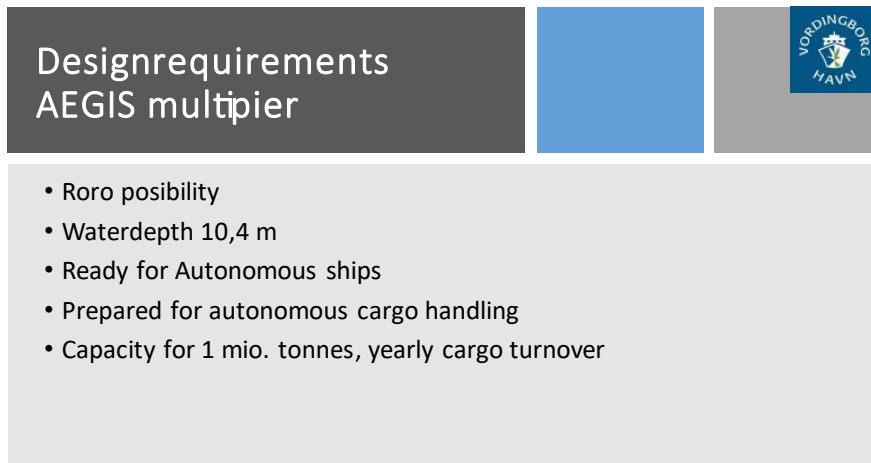 Designrequirements
AEGIS multipier
VORDINGBORG
HAVN
• Roro posibility
• Waterdepth 10,4 m
• Ready for Autonomous ships
• Prepared for autonomous cargo handling
• Capacity for 1 mio. tonnes, yearly cargo turnover